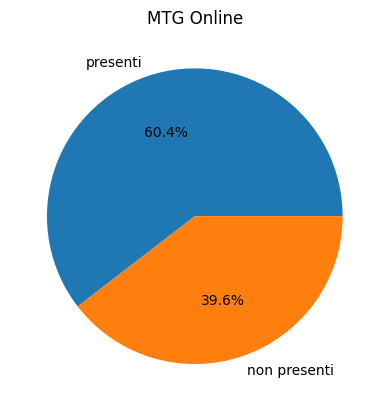 MTG Online
presenti
60.4%
39.6%
non presenti